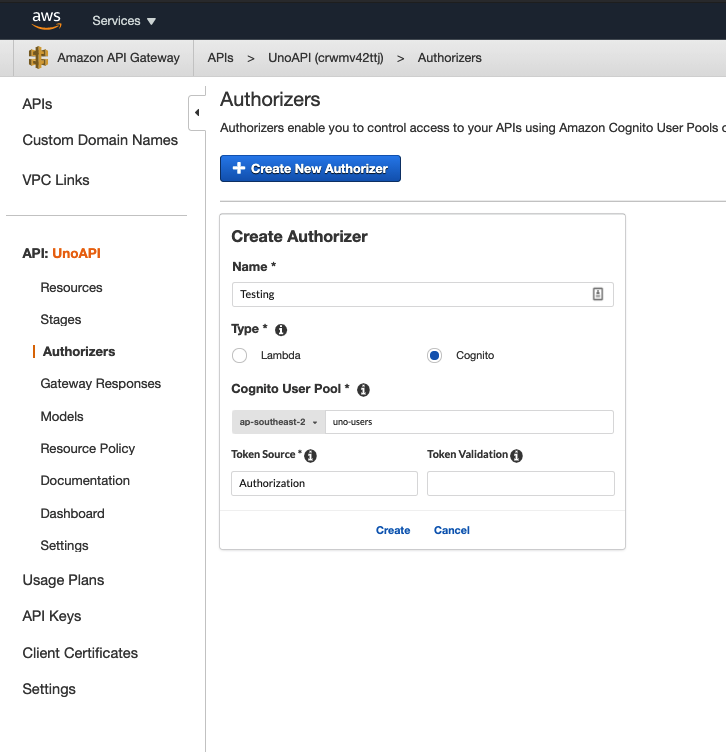 aws Services
Amazon API Gateway APIs > UnoAPI (crwmv42ttj) > Authorizers
APIs
Custom Domain Names
VPC Links
API: UnoAPI
Resources
Stages
Authorizers
Gateway Responses
Models
Resource Policy
Documentation
Dashboard
Settings
Usage Plans
API Keys
Client Certificates
Settings
Authorizers
Authorizers enable you to control access to your APIs using Amazon Cognito User Pools
+ Create New Authorizer
Create Authorizer
Name *
Testing
Type *
Lambda Cognito
Cognito User Pool *
ap-southeast-2 uno-users
Token Source * Token Validation
Authorization
Create Cancel